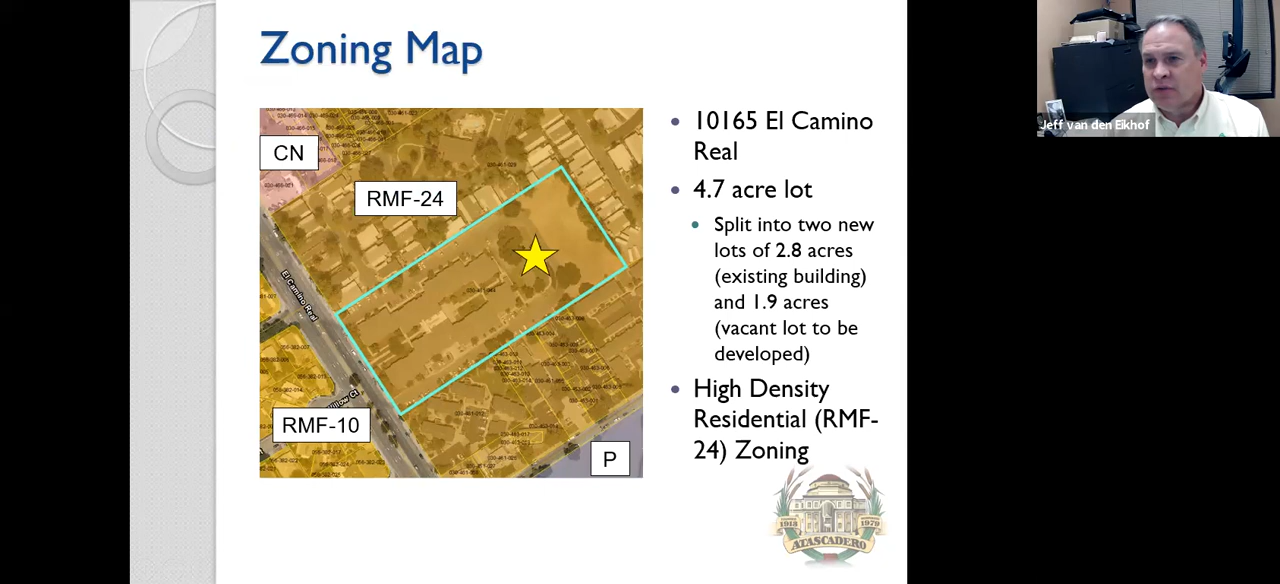 Zoning Map
CN
RMF-24
El Camino Real
Willow Ct
RMF-10
P
• 10165 El Camino
Real
• 4.7 acre lot
• Split into two new
lots of 2.8 acres
(existing building)
and 1.9 acres
(vacant lot to be
developed)
• High Density
Residential (RMF-
24) Zoning
1913
1979
ATASCADERO
Jeff van den Eikhof